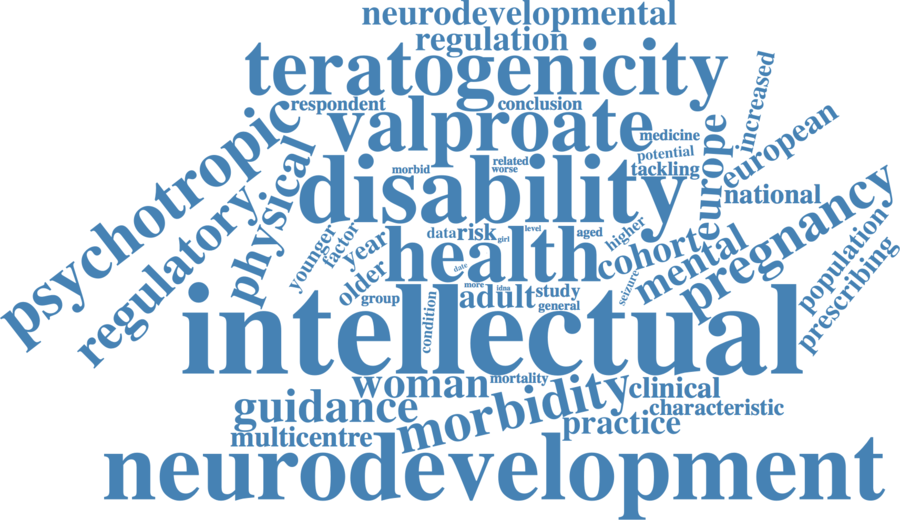 neurodevelopmental
regulation
teratogenicity
respondent
conclusion
valproate
medicine
increased
psychotropic
potential
europe
european
physical
morbid
related
worse
tackling
disability
national
regulatory
younger
factor
year
data
risk
girl
level
aged
higher
pregnancy
health
cohort
mental
population
older
date
seizure
prescribing
group
condition
more
idna
adult
study
general
intellectual
woman
mortality
clinical
guidance
morbidity
characteristic
multicentre
practice
neurodevelopment